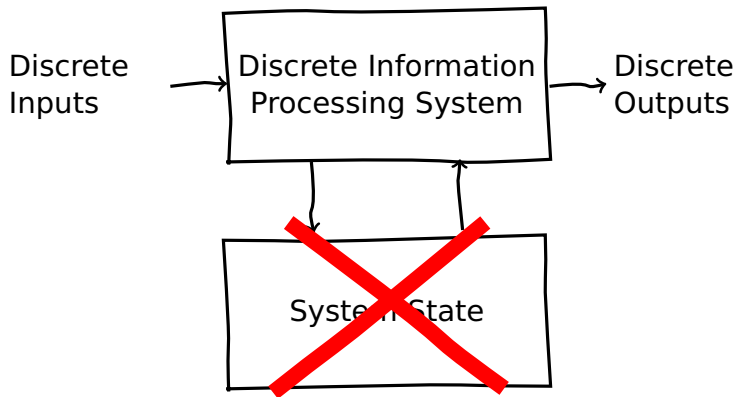 Discrete
Inputs
Discrete Information
Processing System
Discrete
Outputs
System State